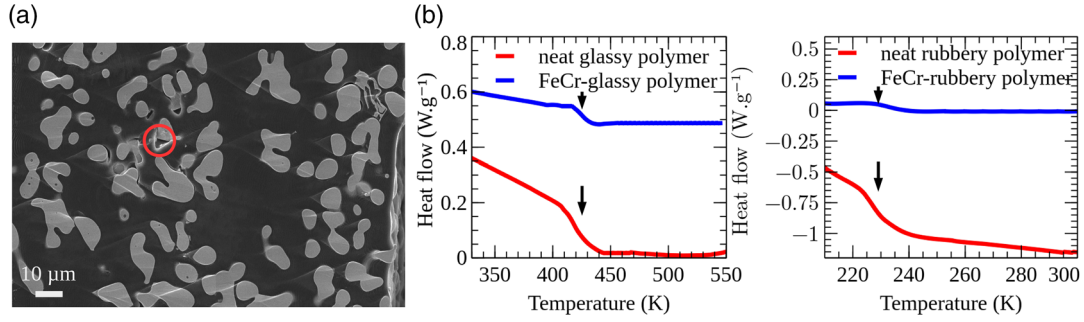 (a)
10 µm
(b)
0.8
0.6
0.4
0.2
0
Heat flow (W.g⁻¹)
neat glassy polymer
FeCr-glassy polymer
350 400 450 500 550
Temperature (K)
0.5
0.25
0
−0.25
−0.5
−0.75
−1
Heat flow (W.g⁻¹)
neat rubbery polymer
FeCr-rubbery polymer
220 240 260 280 300
Temperature (K)